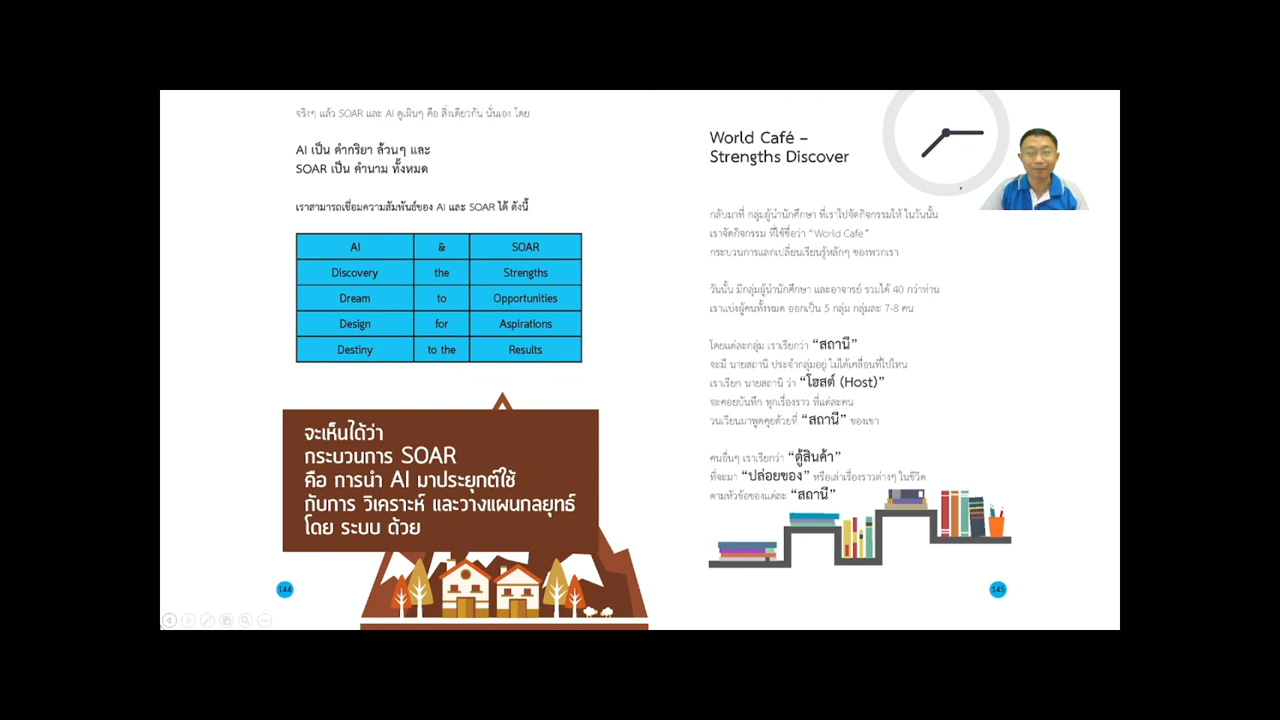 จริงๆ แล้ว SOAR และ AI ดูเผินๆ คือ สิ่งเดียวกัน นั่นเอง โดย
AI เป็น คำกริยา ล้วนๆ และ
SOAR เป็น คำนาม ทั้งหมด
เราสามารถเชื่อมความสัมพันธ์ของ AI และ SOAR ได้ ดังนี้
AI & SOAR
Discovery the Strengths
Dream to Opportunities
Design for Aspirations
Destiny to the Results
จะเห็นได้ว่า
กระบวนการ SOAR
คือ การนำ AI มาประยุกต์ใช้
กับการ วิเคราะห์ และวางแผนกลยุทธ์
โดย ระบบ ด้วย
144
World Café –
Strengths Discover
กลับมาที่ กลุ่มผู้นำนักศึกษา ที่เราไปจัดกิจกรรมให้ ในวันนั้น
เราจัดกิจกรรม ที่ใช้ชื่อว่า “World Cafe”
กระบวนการแลกเปลี่ยนเรียนรู้หลักๆ ของพวกเรา
วันนั้น มีกลุ่มผู้นำนักศึกษา และอาจารย์ รวมได้ 40 กว่าท่าน
เราแบ่งผู้คนทั้งหมด ออกเป็น 5 กลุ่ม กลุ่มละ 7-8 คน
โดยแต่ละกลุ่ม เราเรียกว่า “สถานี”
จะมี นายสถานี ประจำกลุ่มอยู่ ไม่ได้เคลื่อนที่ไปไหน
เราเรียก นายสถานี ว่า “โฮสต์ (Host)”
จะคอยบันทึก ทุกเรื่องราว ที่แต่ละคน
วนเวียนมาพูดคุยด้วยที่ “สถานี” ของเขา
คนอื่นๆ เราเรียกว่า “ตู้สินค้า”
ที่จะมา “ปล่อยของ” หรือเล่าเรื่องราวต่างๆ ในชีวิต
ตามหัวข้อของแต่ละ “สถานี”
145